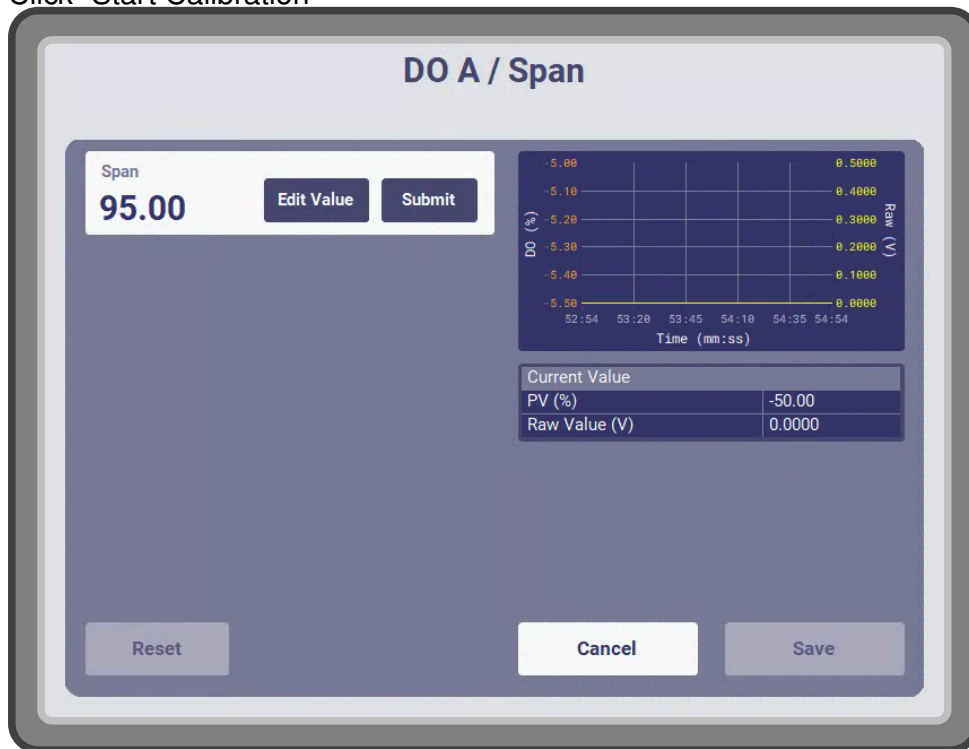 Click "Start Calibration"
DO A / Span
Span
95.00
Edit Value
Submit
-5.00
-5.10
-5.20
-5.30
-5.40
-5.50
DO (%)
0.5000
0.4000
0.3000
0.2000
0.1000
0.0000
Raw (V)
52:54 53:20 53:45 54:10 54:35 54:54
Time (mm:ss)
Current Value
PV (%) -50.00
Raw Value (V) 0.0000
Reset
Cancel
Save